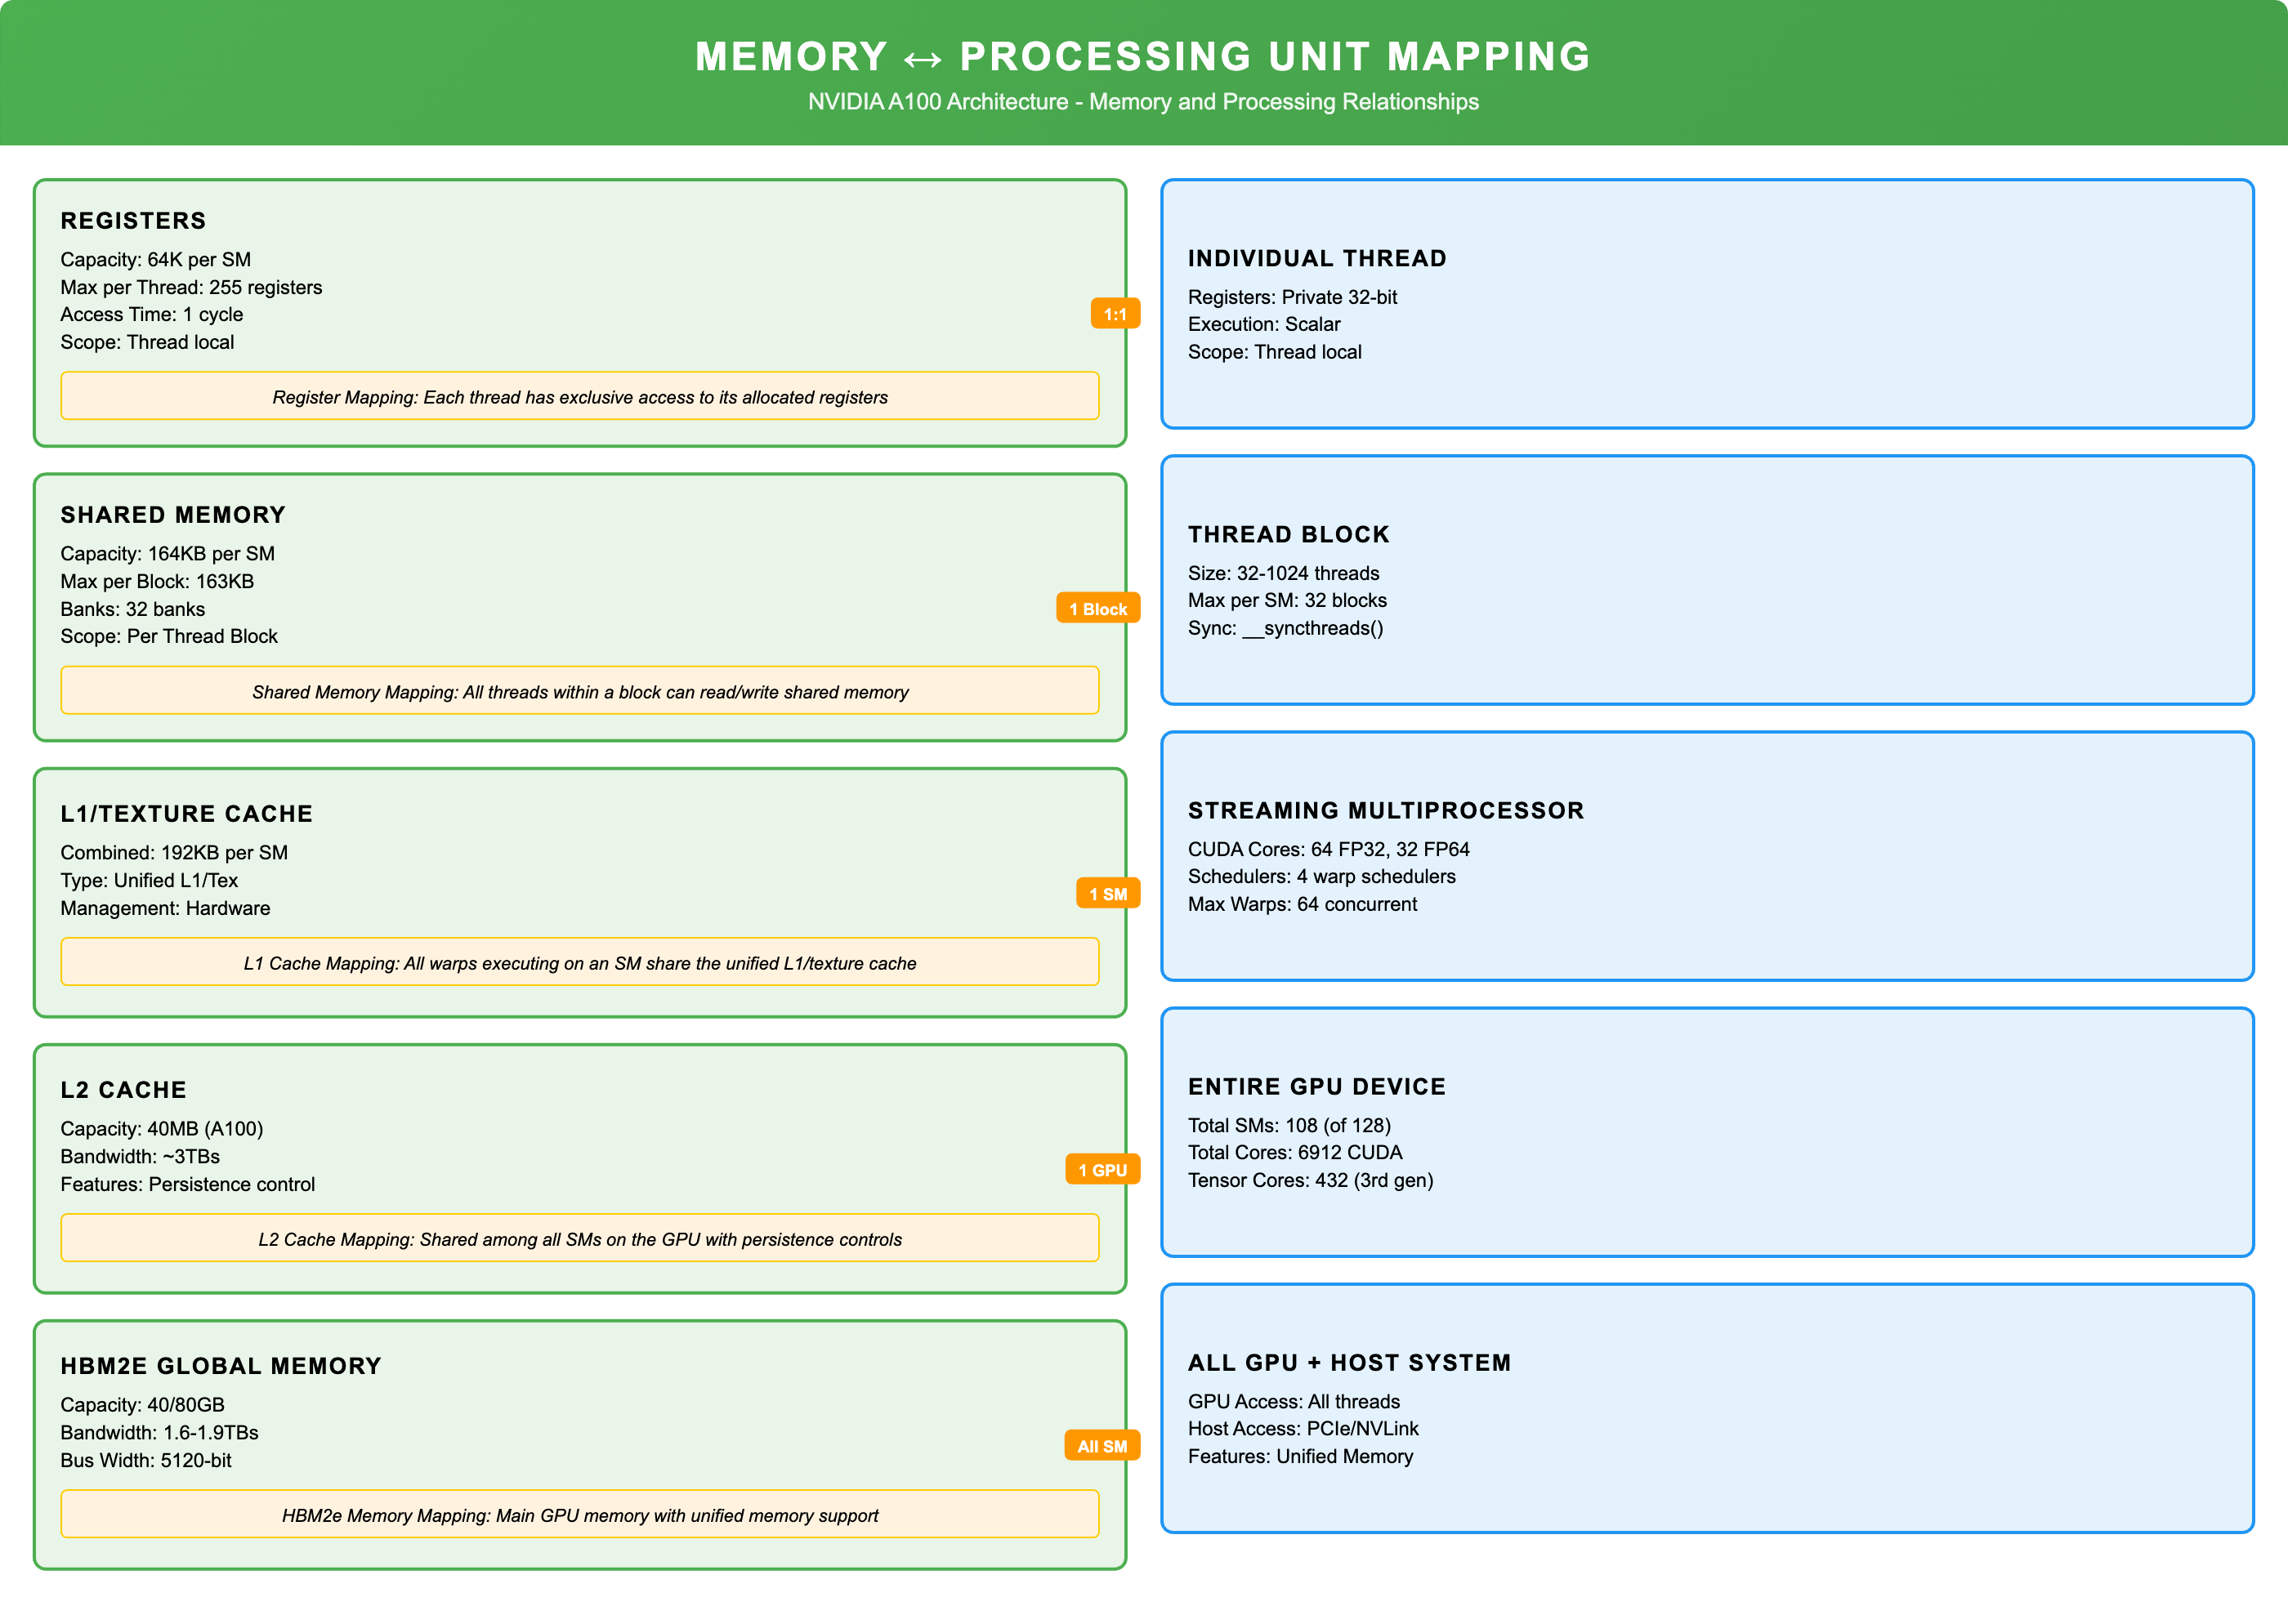 MEMORY ↔ PROCESSING UNIT MAPPING
NVIDIA A100 Architecture - Memory and Processing Relationships
REGISTERS
Capacity: 64K per SM
Max per Thread: 255 registers
Access Time: 1 cycle
Scope: Thread local
Register Mapping: Each thread has exclusive access to its allocated registers
1:1
INDIVIDUAL THREAD
Registers: Private 32-bit
Execution: Scalar
Scope: Thread local
SHARED MEMORY
Capacity: 164KB per SM
Max per Block: 163KB
Banks: 32 banks
Scope: Per Thread Block
Shared Memory Mapping: All threads within a block can read/write shared memory
1 Block
THREAD BLOCK
Size: 32-1024 threads
Max per SM: 32 blocks
Sync: __syncthreads()
L1/TEXTURE CACHE
Combined: 192KB per SM
Type: Unified L1/Tex
Management: Hardware
L1 Cache Mapping: All warps executing on an SM share the unified L1/texture cache
1 SM
STREAMING MULTIPROCESSOR
CUDA Cores: 64 FP32, 32 FP64
Schedulers: 4 warp schedulers
Max Warps: 64 concurrent
L2 CACHE
Capacity: 40MB (A100)
Bandwidth: ~3TBs
Features: Persistence control
L2 Cache Mapping: Shared among all SMs on the GPU with persistence controls
1 GPU
ENTIRE GPU DEVICE
Total SMs: 108 (of 128)
Total Cores: 6912 CUDA
Tensor Cores: 432 (3rd gen)
HBM2E GLOBAL MEMORY
Capacity: 40/80GB
Bandwidth: 1.6-1.9TBs
Bus Width: 5120-bit
HBM2e Memory Mapping: Main GPU memory with unified memory support
All SM
ALL GPU + HOST SYSTEM
GPU Access: All threads
Host Access: PCIe/NVLink
Features: Unified Memory